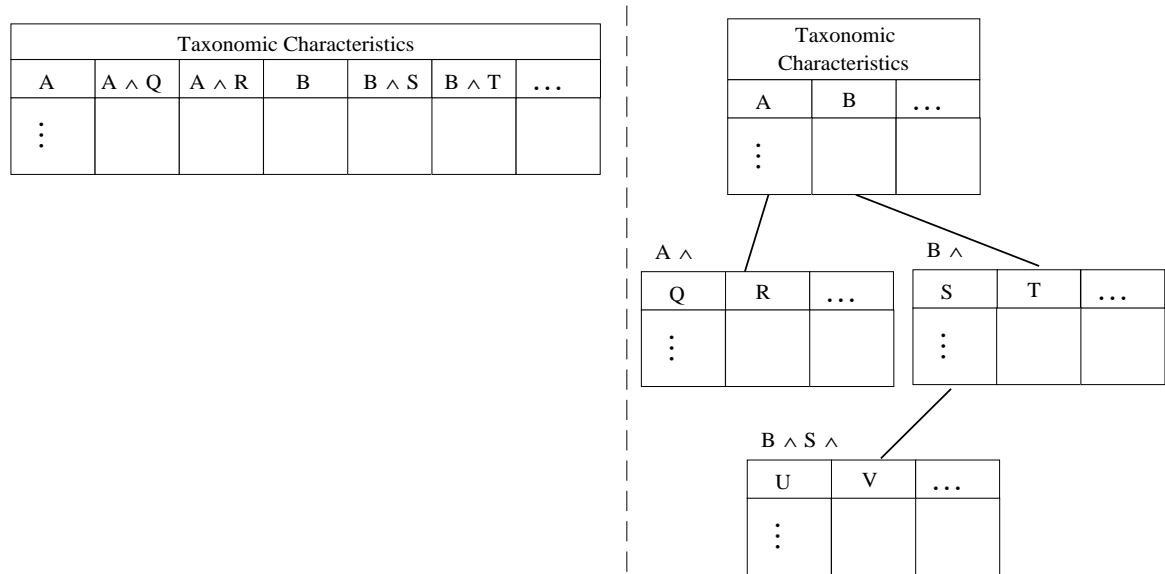 Taxonomic Characteristics
A A ∧ Q A ∧ R B B ∧ S B ∧ T ...
⋮
Taxonomic
Characteristics
A B ...
⋮
A ∧
Q R ...
⋮
B ∧
S T ...
⋮
B ∧ S ∧
U V ...
⋮